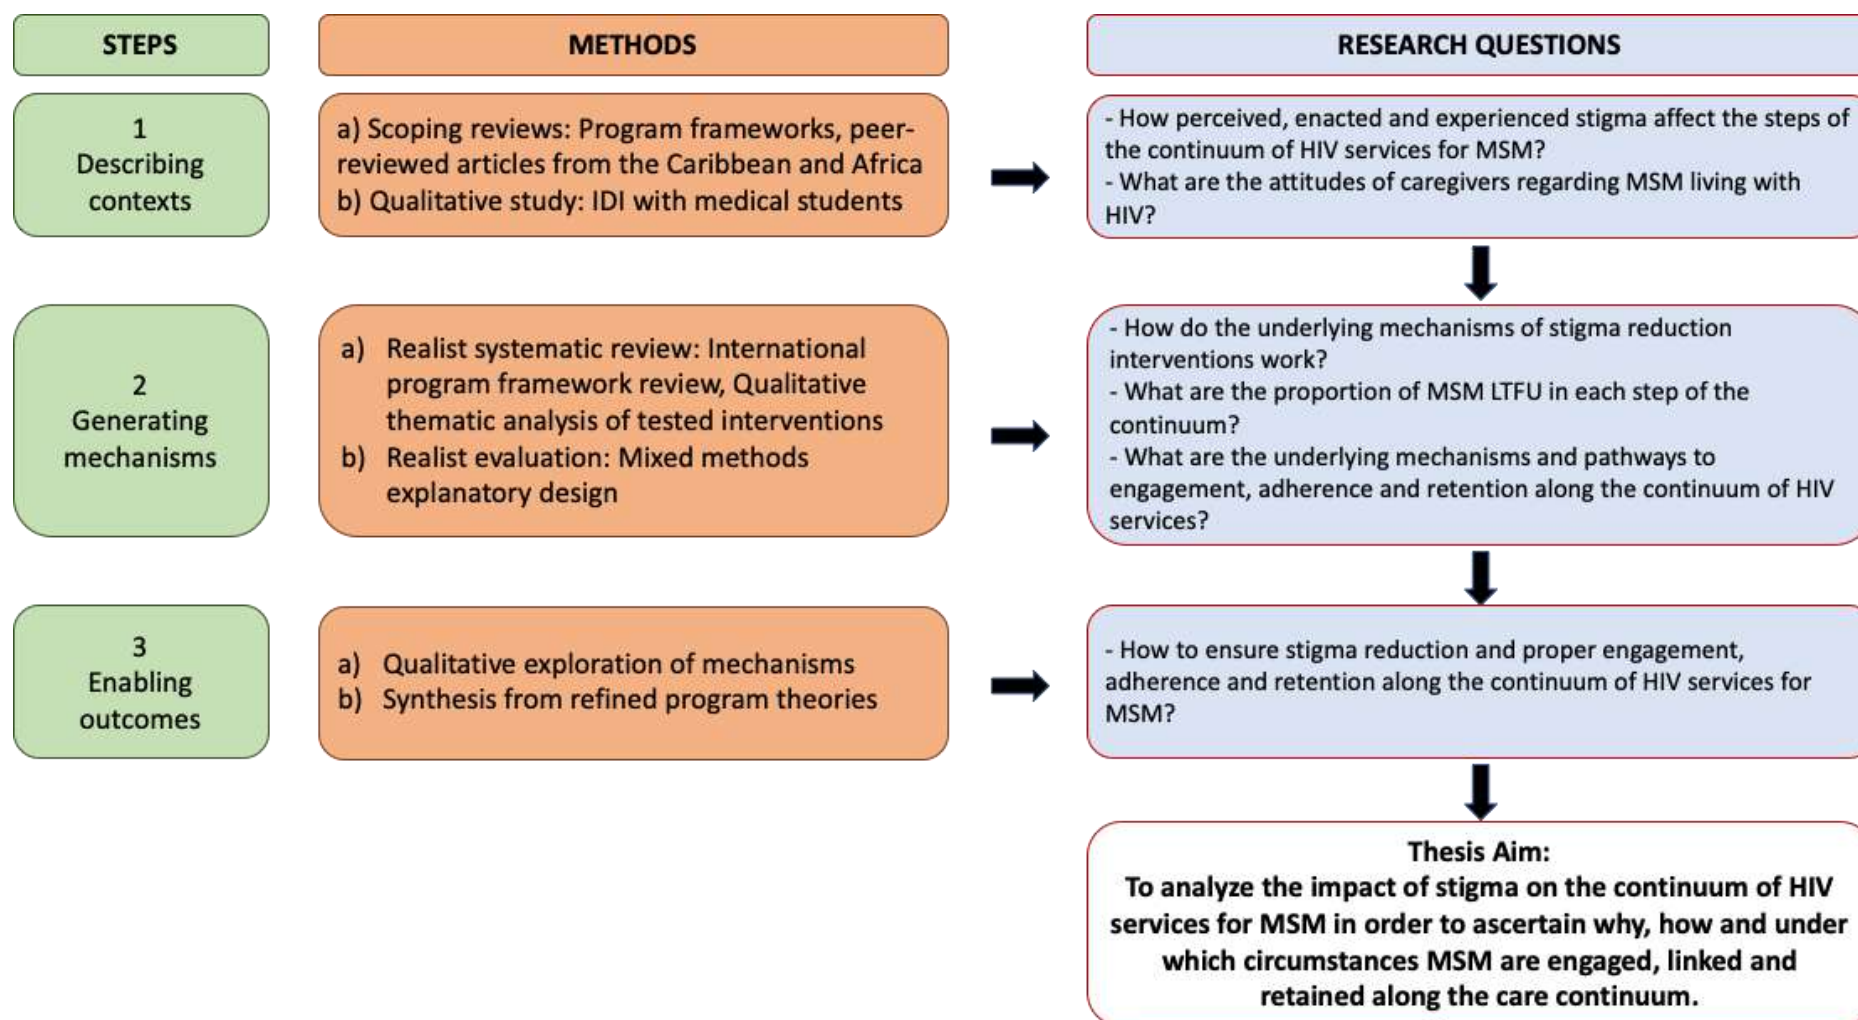 STEPS
METHODS
RESEARCH QUESTIONS
1
Describing
contexts
a) Scoping reviews: Program frameworks, peer-
reviewed articles from the Caribbean and Africa
b) Qualitative study: IDI with medical students
- How perceived, enacted and experienced stigma affect the steps of
the continuum of HIV services for MSM?
- What are the attitudes of caregivers regarding MSM living with
HIV?
2
Generating
mechanisms
a) Realist systematic review: International
program framework review, Qualitative
thematic analysis of tested interventions
b) Realist evaluation: Mixed methods
explanatory design
- How do the underlying mechanisms of stigma reduction
interventions work?
- What are the proportion of MSM LTFU in each step of the
continuum?
- What are the underlying mechanisms and pathways to
engagement, adherence and retention along the continuum of HIV
services?
3
Enabling
outcomes
a) Qualitative exploration of mechanisms
b) Synthesis from refined program theories
- How to ensure stigma reduction and proper engagement,
adherence and retention along the continuum of HIV services for
MSM?
Thesis Aim:
To analyze the impact of stigma on the continuum of HIV
services for MSM in order to ascertain why, how and under
which circumstances MSM are engaged, linked and
retained along the care continuum.